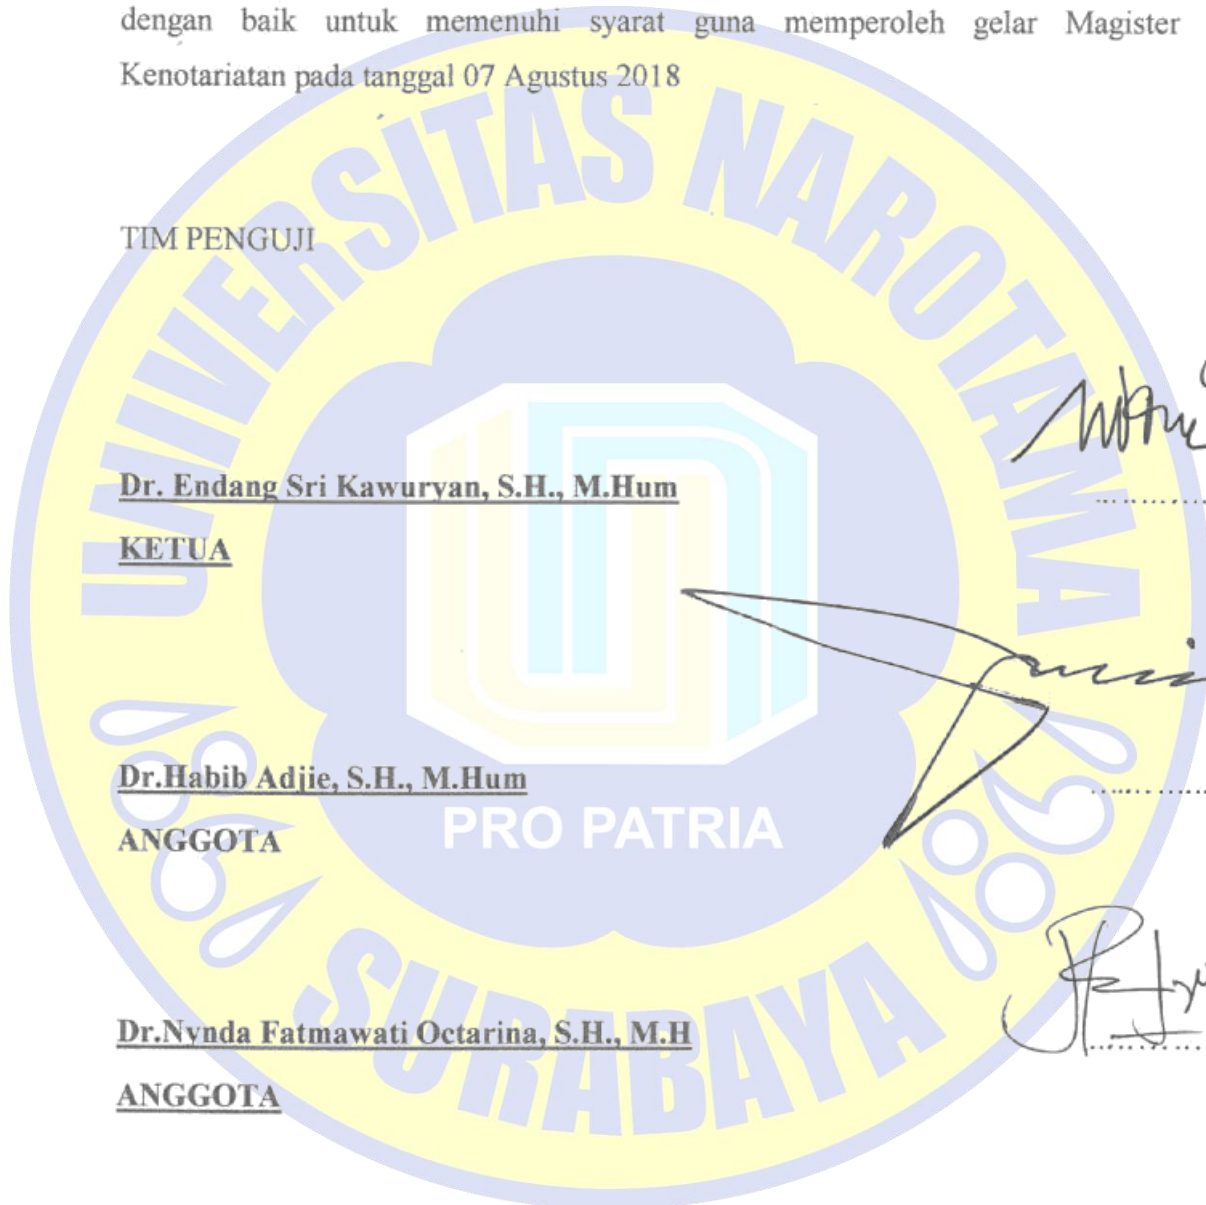 dengan baik untuk memenuhi syarat guna memperoleh gelar Magister
Kenotariatan pada tanggal 07 Agustus 2018
UNIVERSITAS NAROTAMA
TIM PENGUJI
Dr. Endang Sri Kawuryan, S.H., M.Hum
KETUA
Dr.Habib Adjie, S.H., M.Hum
ANGGOTA
PRO PATRIA
Dr.Nynda Fatmawati Octarina, S.H., M.H
ANGGOTA
SURABAYA